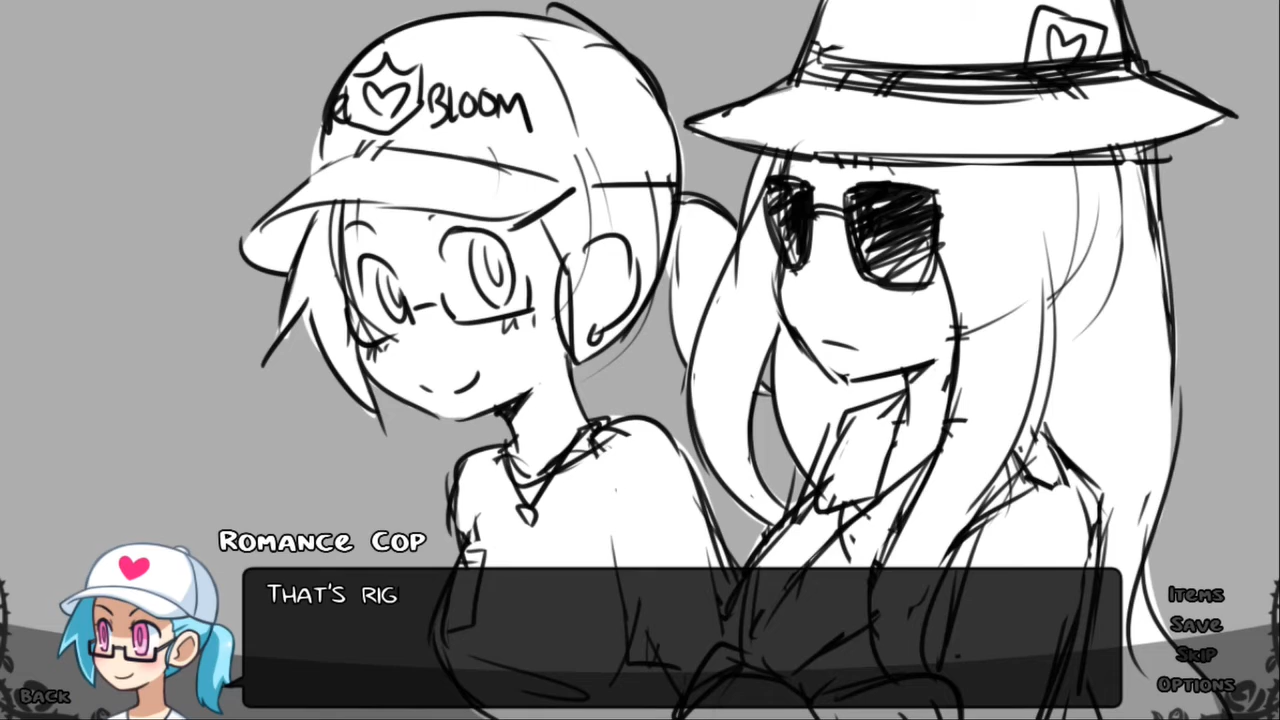 BLOOM
Romance Cop
That's rig
Items
Save
Skip
Options
Back